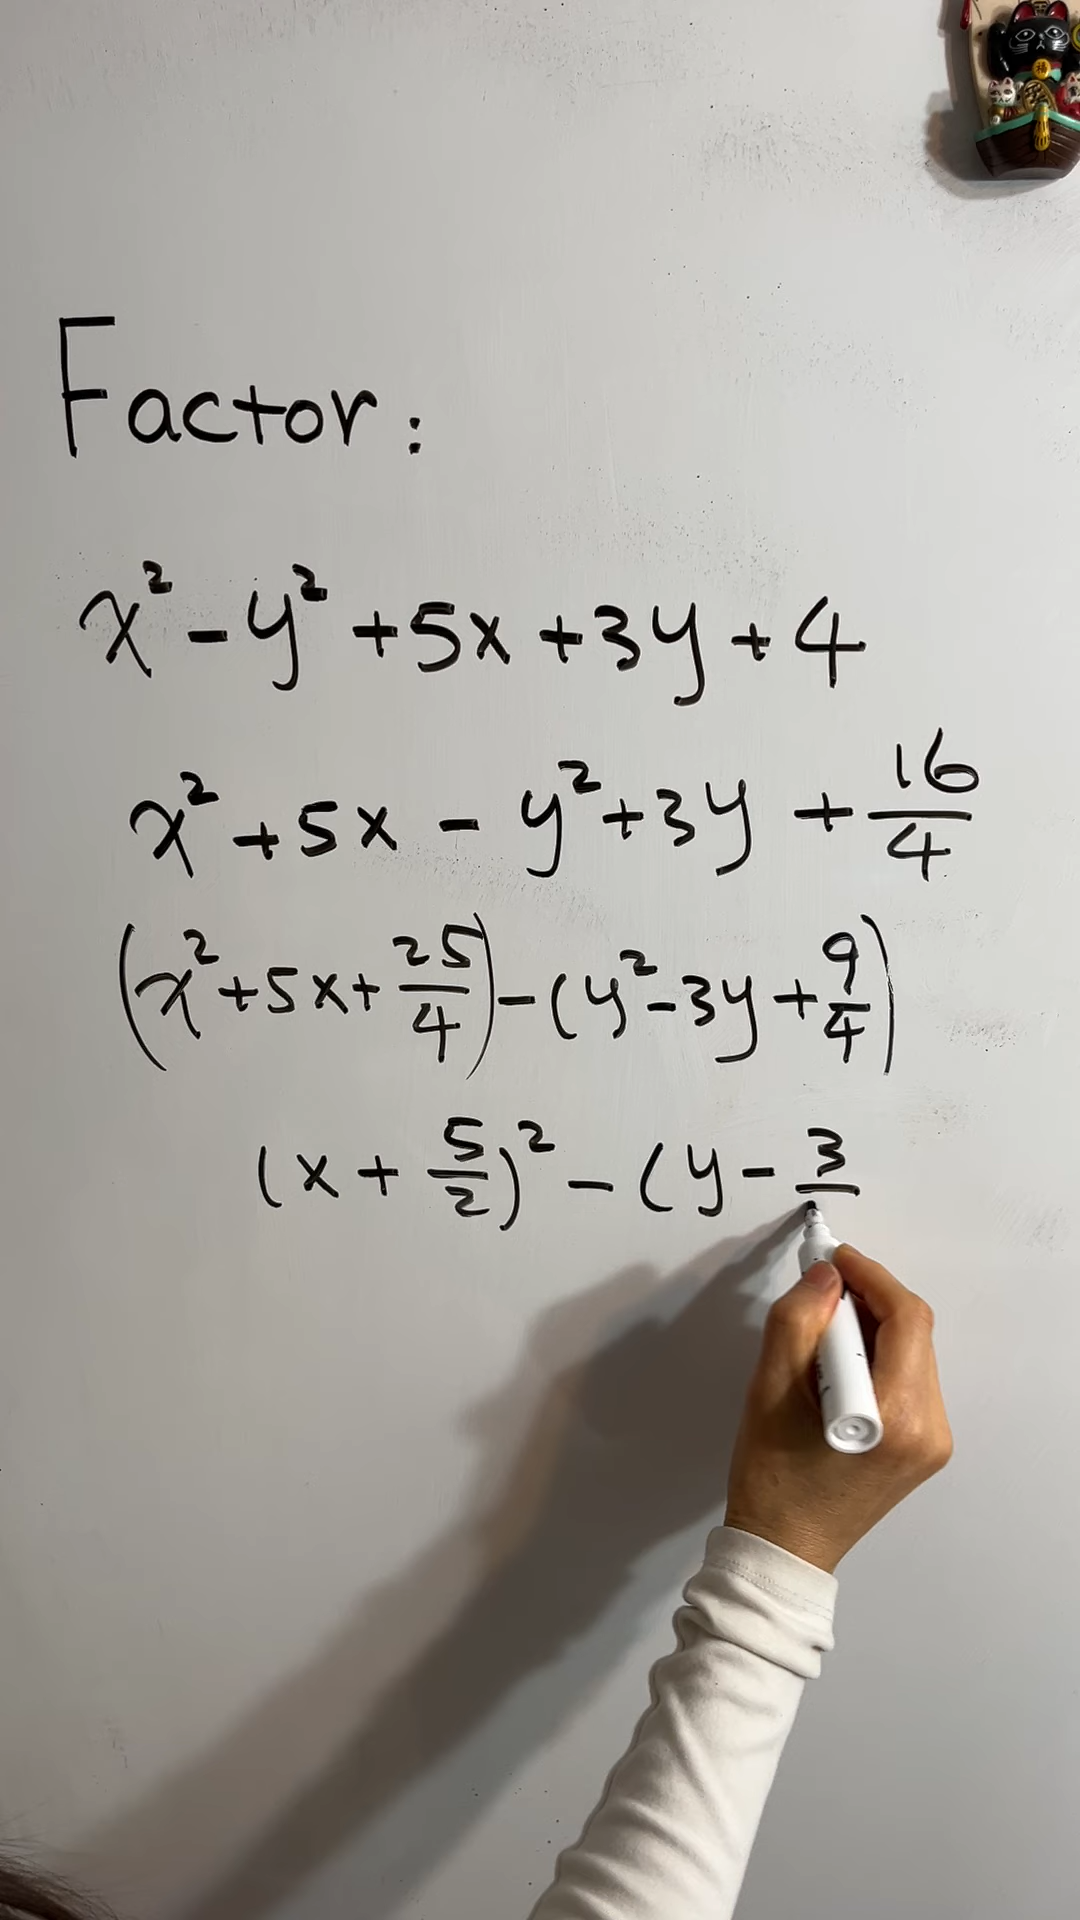 福
Factor:
x² - y² + 5x + 3y + 4
x² + 5x - y² + 3y + 16/4
(x² + 5x + 25/4) - (y² - 3y + 9/4)
(x + 5/2)² - (y - 3/